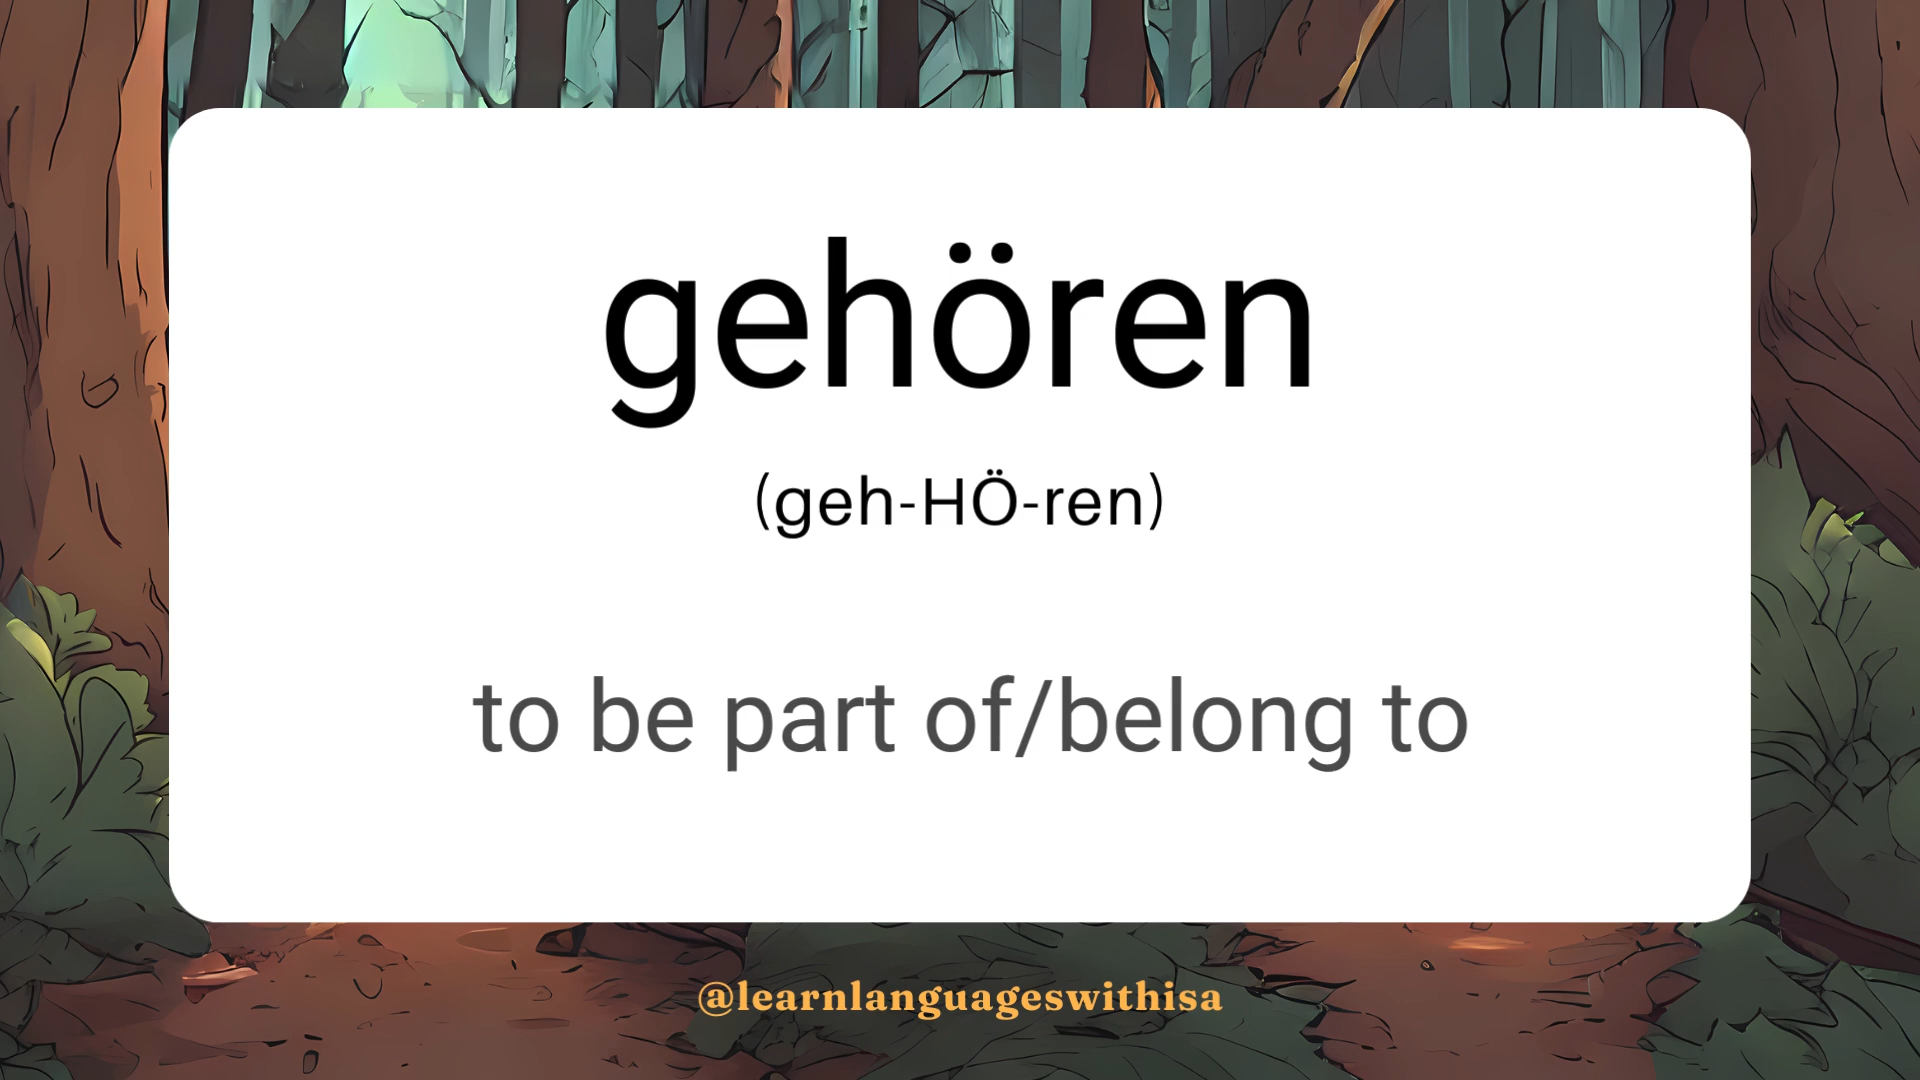 gehören
(geh-HÖ-ren)
to be part of/belong to
@learnlanguageswithisa